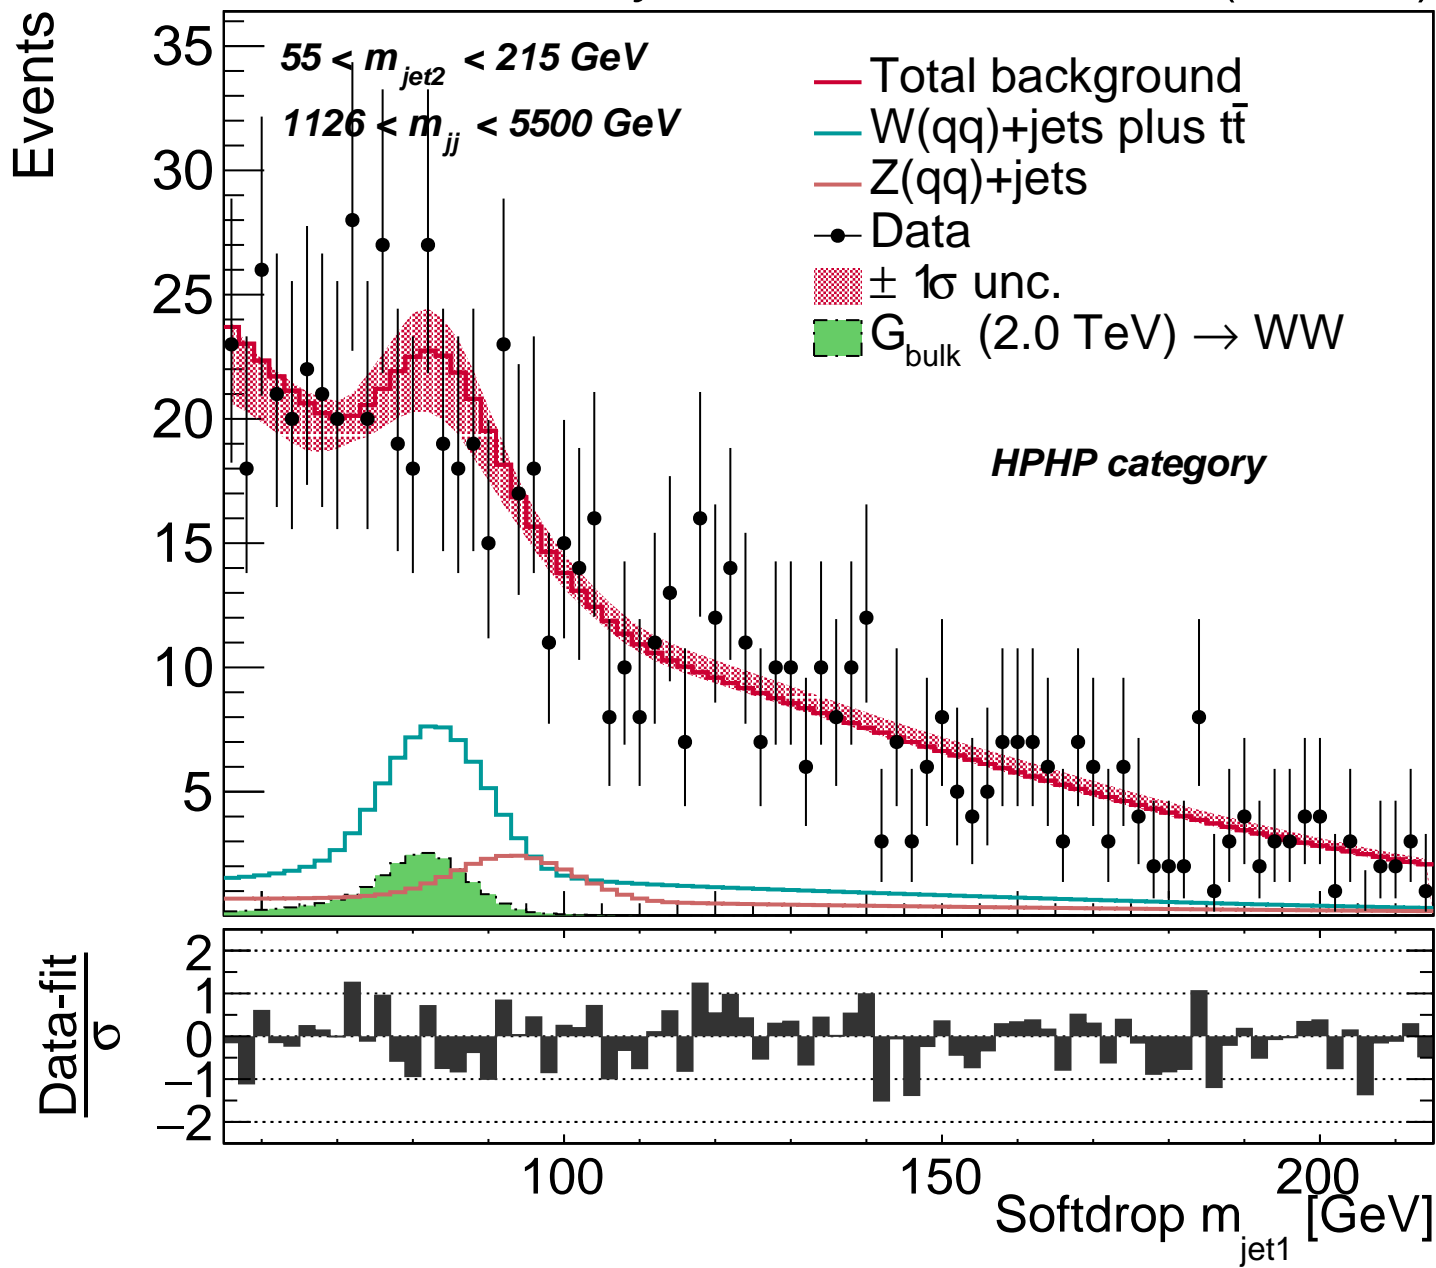 Events
35
30
25
20
15
10
5
55 < m_jet2 < 215 GeV
1126 < m_jj < 5500 GeV
Total background
W(qq)+jets plus tt̄
Z(qq)+jets
Data
± 1σ unc.
G_bulk (2.0 TeV) → WW
HPHP category
Data-fit
σ
2
1
0
−1
−2
100 150 200
Softdrop m_jet1 [GeV]